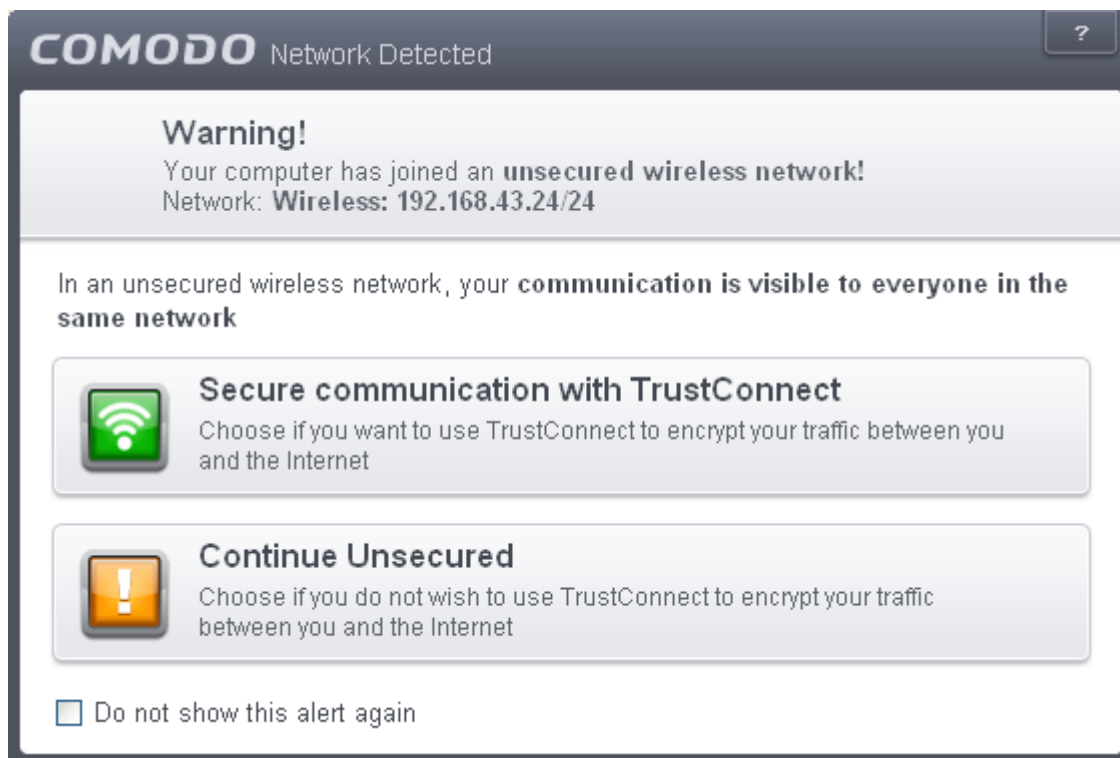 COMODO Network Detected
?
Warning!
Your computer has joined an unsecured wireless network!
Network: Wireless: 192.168.43.24/24
In an unsecured wireless network, your communication is visible to everyone in the
same network
Secure communication with TrustConnect
Choose if you want to use TrustConnect to encrypt your traffic between you
and the Internet
!
Continue Unsecured
Choose if you do not wish to use TrustConnect to encrypt your traffic
between you and the Internet
Do not show this alert again